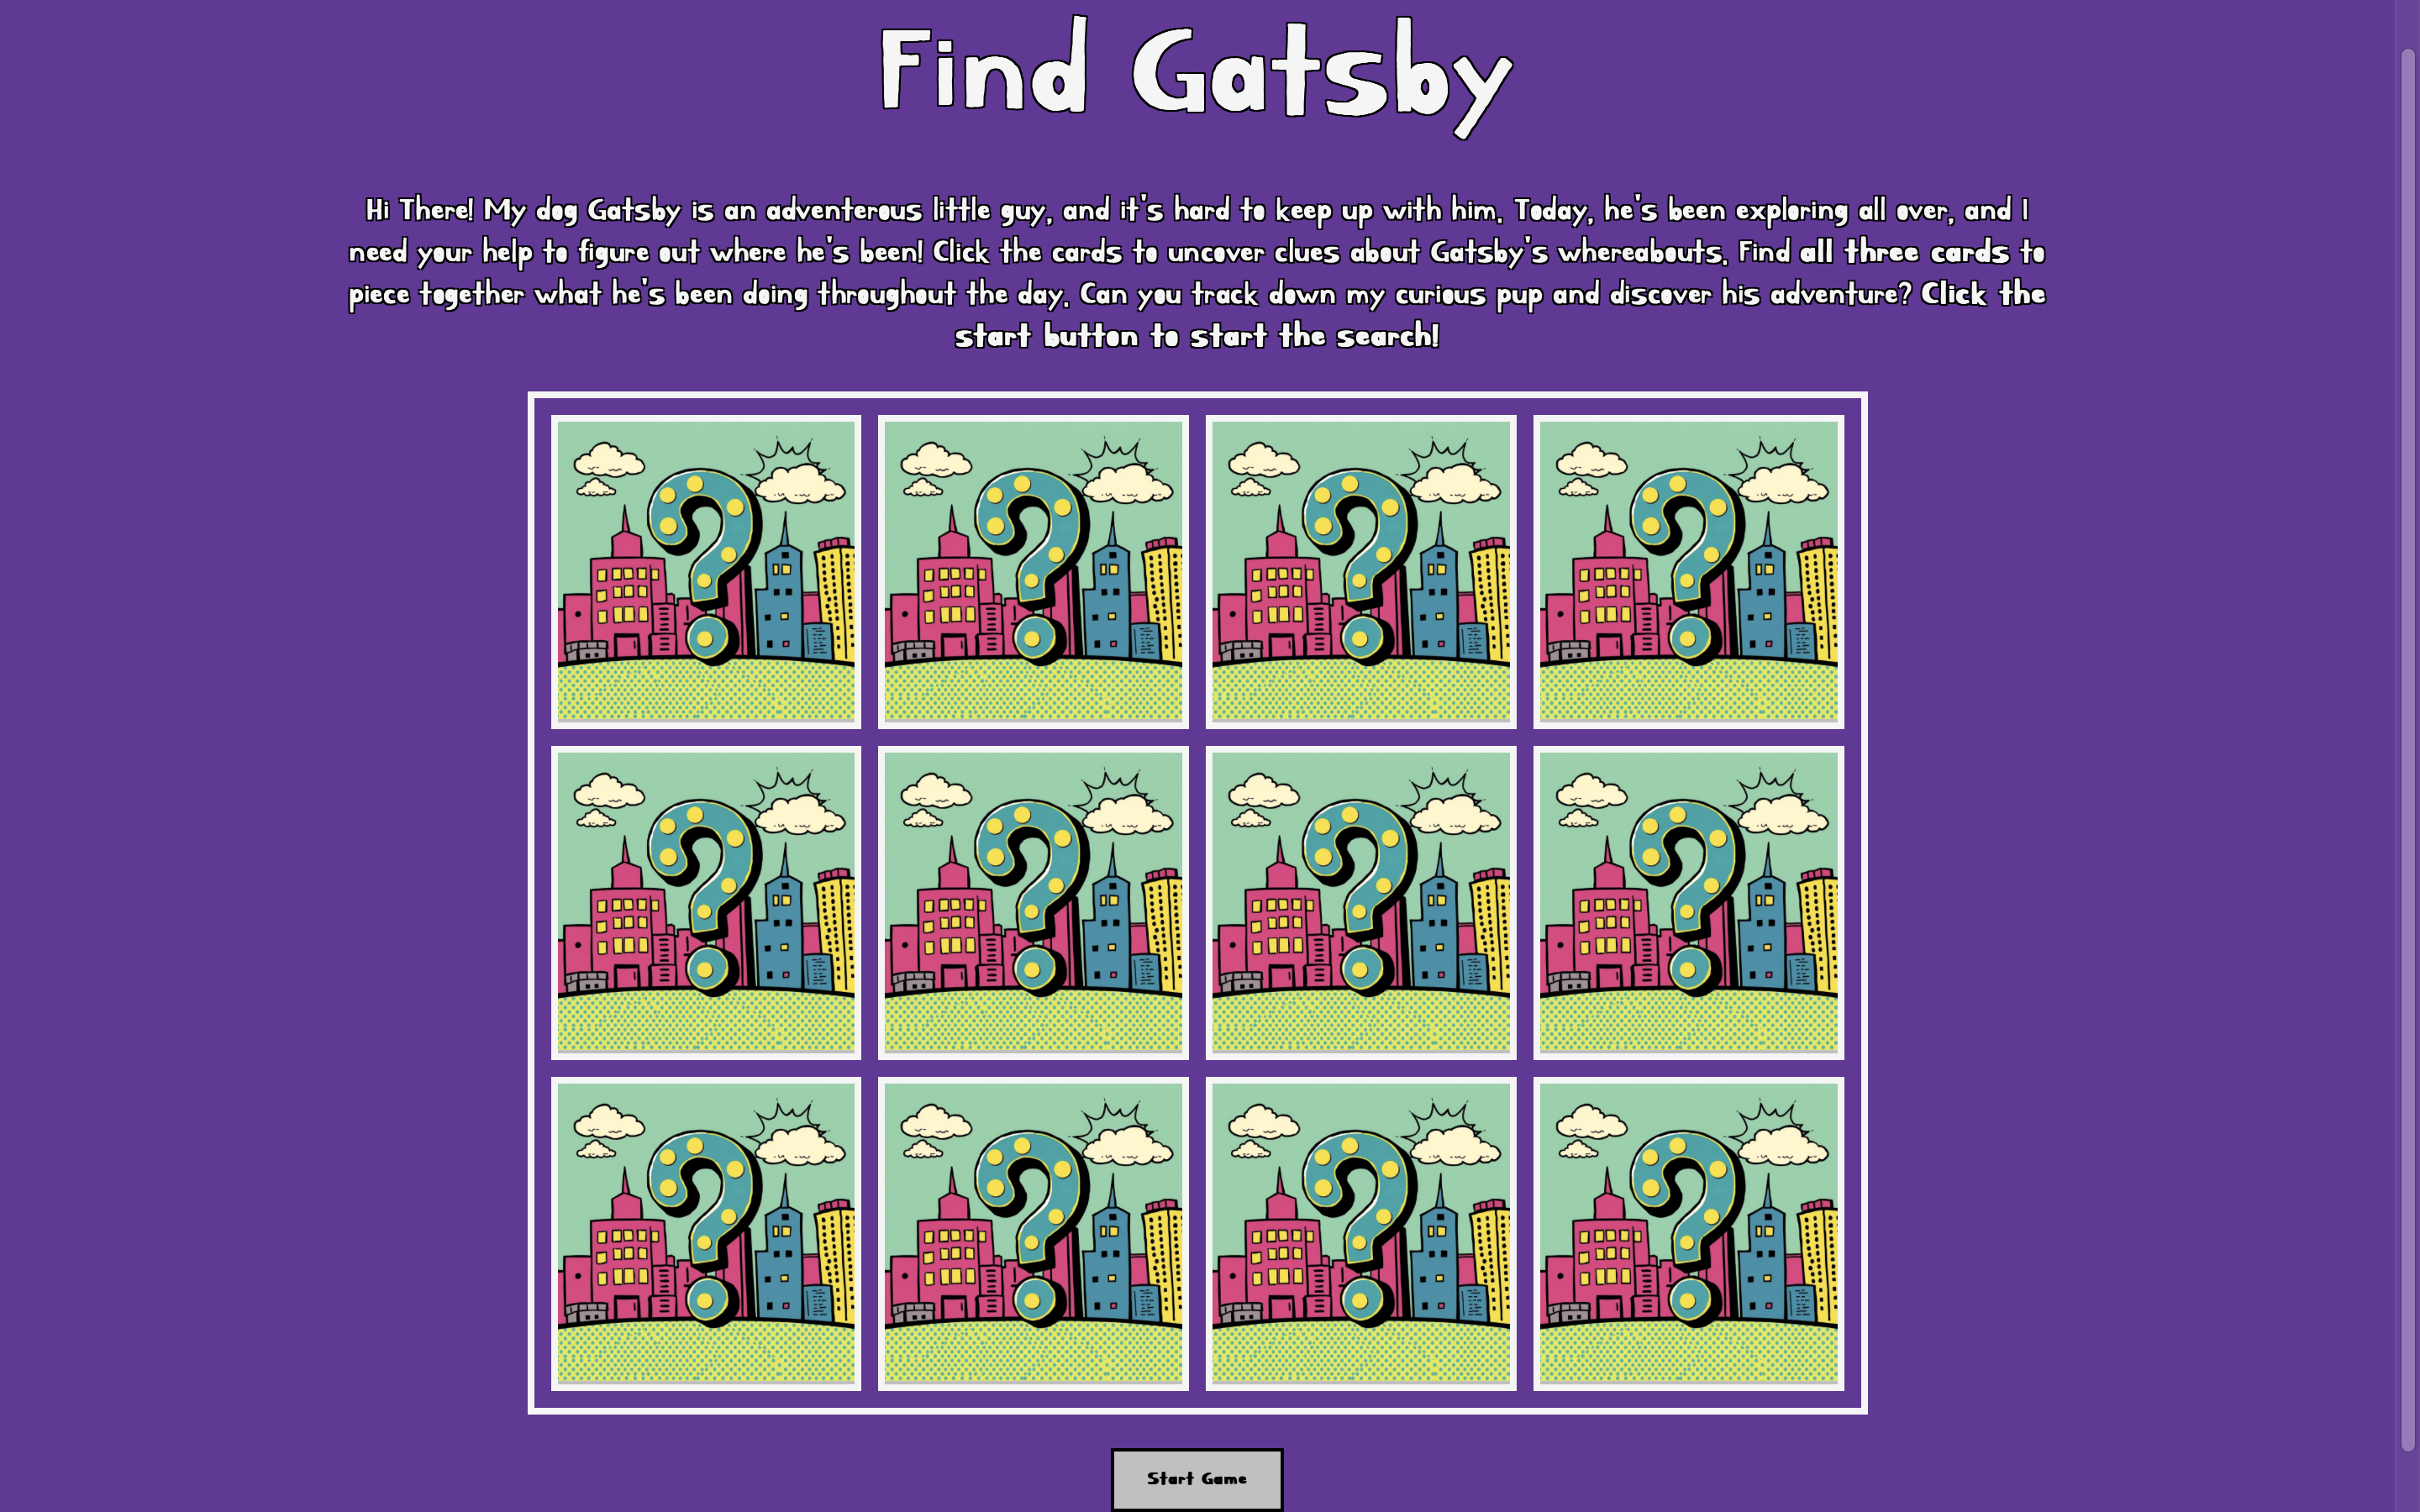 Find Gatsby
Hi There! My dog Gatsby is an adventerous little guy, and it's hard to keep up with him. Today, he's been exploring all over, and I
need your help to figure out where he's been! Click the cards to uncover clues about Gatsby's whereabouts. Find all three cards to
piece together what he's been doing throughout the day. Can you track down my curious pup and discover his adventure? Click the
start button to start the search!
?
?
?
?
?
?
?
?
?
?
?
?
Start Game